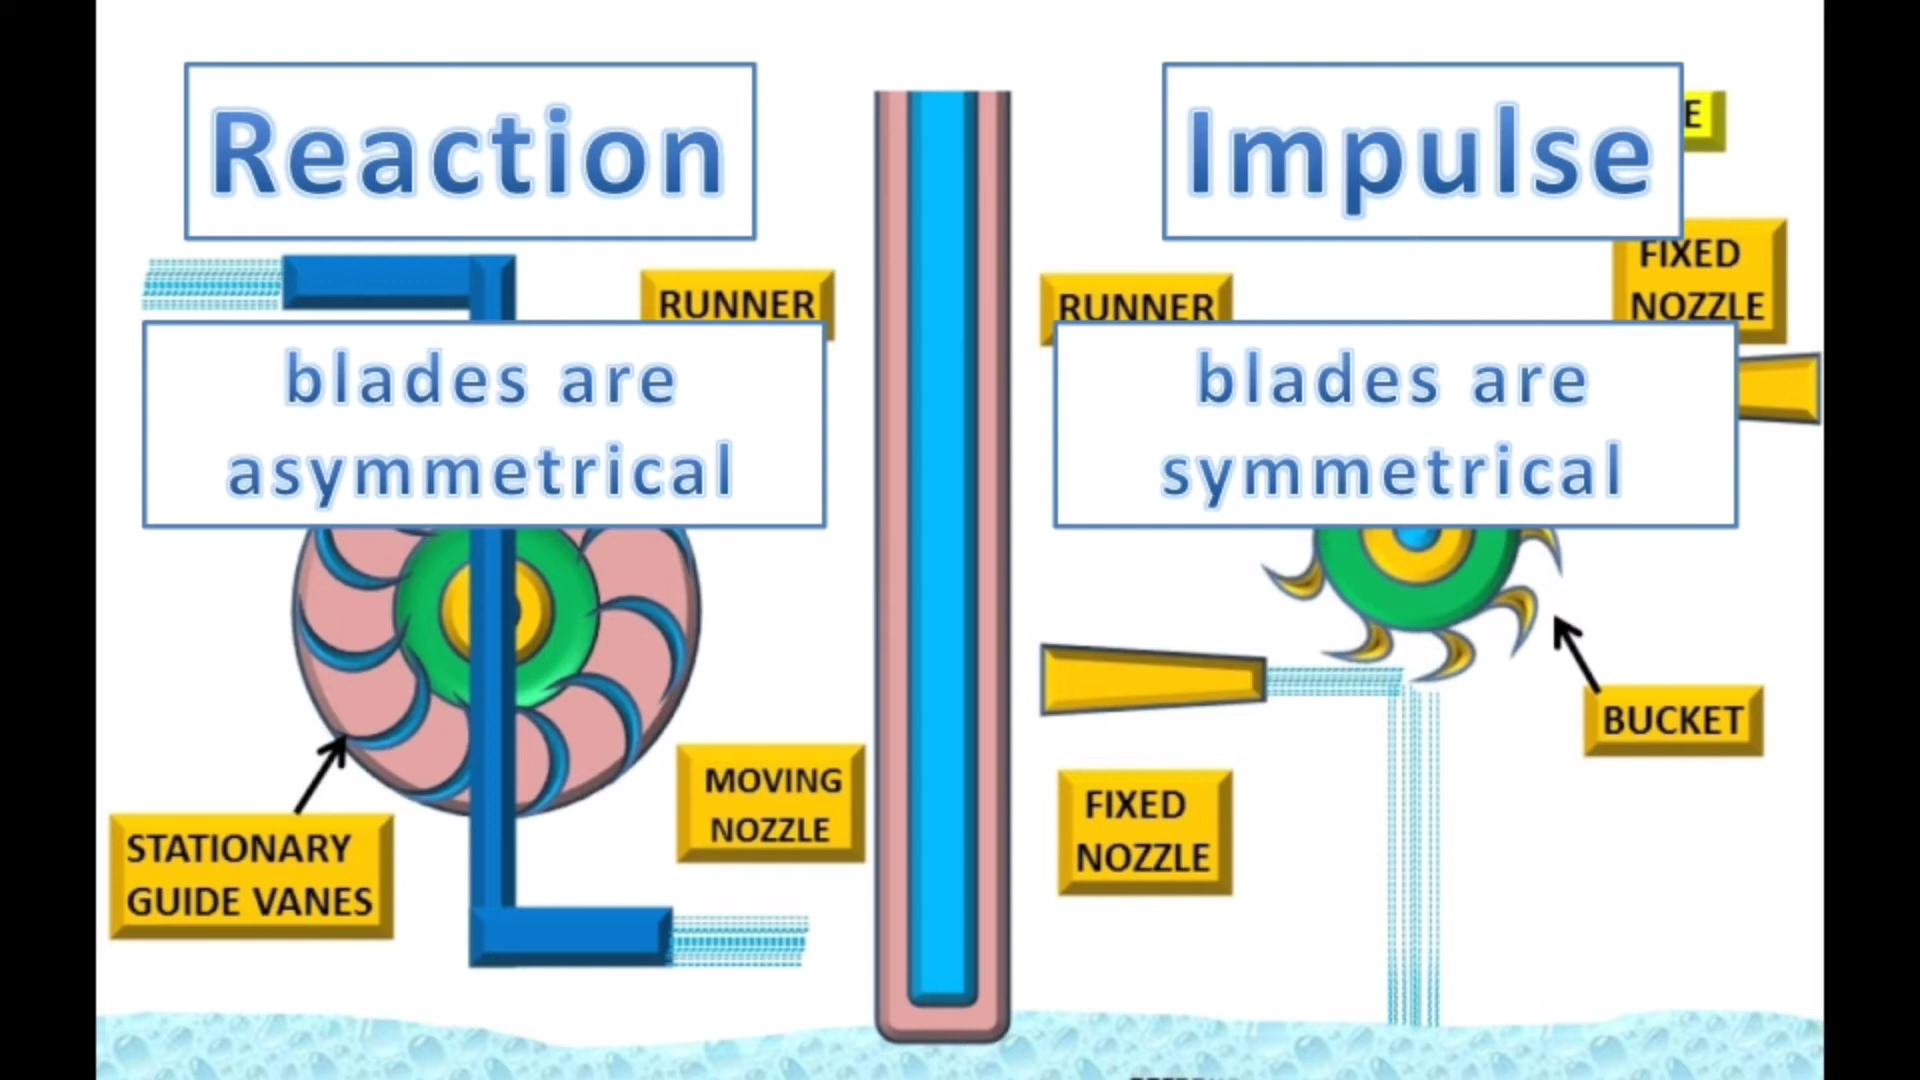 Reaction
blades are
asymmetrical
RUNNER
STATIONARY
GUIDE VANES
MOVING
NOZZLE
Impulse
E
FIXED
NOZZLE
RUNNER
blades are
symmetrical
BUCKET
FIXED
NOZZLE